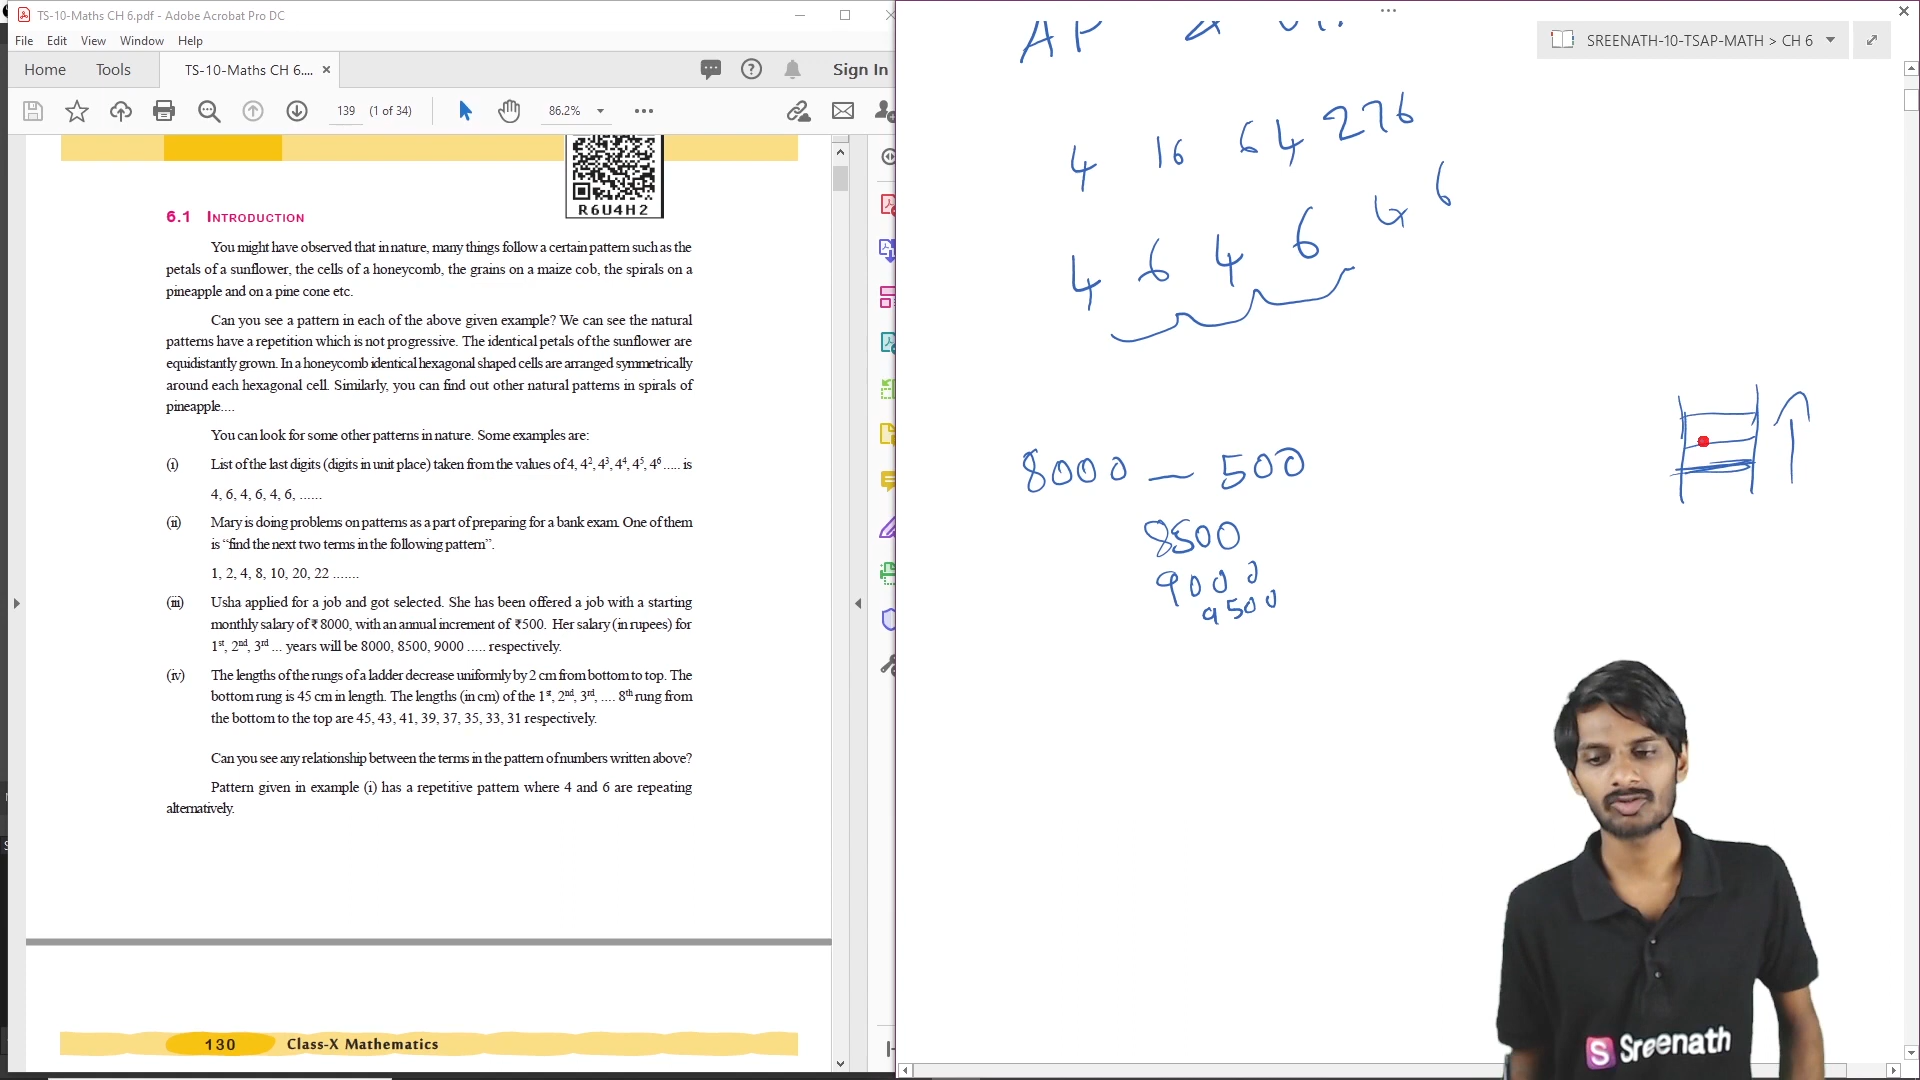 TS-10-Maths CH 6.pdf - Adobe Acrobat Pro DC
File Edit View Window Help
Home Tools TS-10-Maths CH 6.... × Sign In
139 (1 of 34) 86.2%
R6U4H2
6.1 INTRODUCTION
You might have observed that in nature, many things follow a certain pattern such as the
petals of a sunflower, the cells of a honeycomb, the grains on a maize cob, the spirals on a
pineapple and on a pine cone etc.
Can you see a pattern in each of the above given example? We can see the natural
patterns have a repetition which is not progressive. The identical petals of the sunflower are
equidistantly grown. In a honeycomb identical hexagonal shaped cells are arranged symmetrically
around each hexagonal cell. Similarly, you can find out other natural patterns in spirals of
pineapple....
You can look for some other patterns in nature. Some examples are:
(i) List of the last digits (digits in unit place) taken from the values of 4, 4², 4³, 4⁴, 4⁵, 4⁶ ..... is
4, 6, 4, 6, 4, 6, ......
(ii) Mary is doing problems on patterns as a part of preparing for a bank exam. One of them
is “find the next two terms in the following pattern”.
1, 2, 4, 8, 10, 20, 22 .......
(iii) Usha applied for a job and got selected. She has been offered a job with a starting
monthly salary of ₹ 8000, with an annual increment of ₹500. Her salary (in rupees) for
1st, 2nd, 3rd ... years will be 8000, 8500, 9000 ..... respectively.
(iv) The lengths of the rungs of a ladder decrease uniformly by 2 cm from bottom to top. The
bottom rung is 45 cm in length. The lengths (in cm) of the 1st, 2nd, 3rd, .... 8th rung from
the bottom to the top are 45, 43, 41, 39, 37, 35, 33, 31 respectively.
Can you see any relationship between the terms in the pattern of numbers written above?
Pattern given in example (i) has a repetitive pattern where 4 and 6 are repeating
alternatively.
130 Class-X Mathematics
SREENATH-10-TSAP-MATH > CH 6
AP
4 16 64 276
4 6 4 6 4 6
8000 — 500
8500
9000
9500
S Sreenath